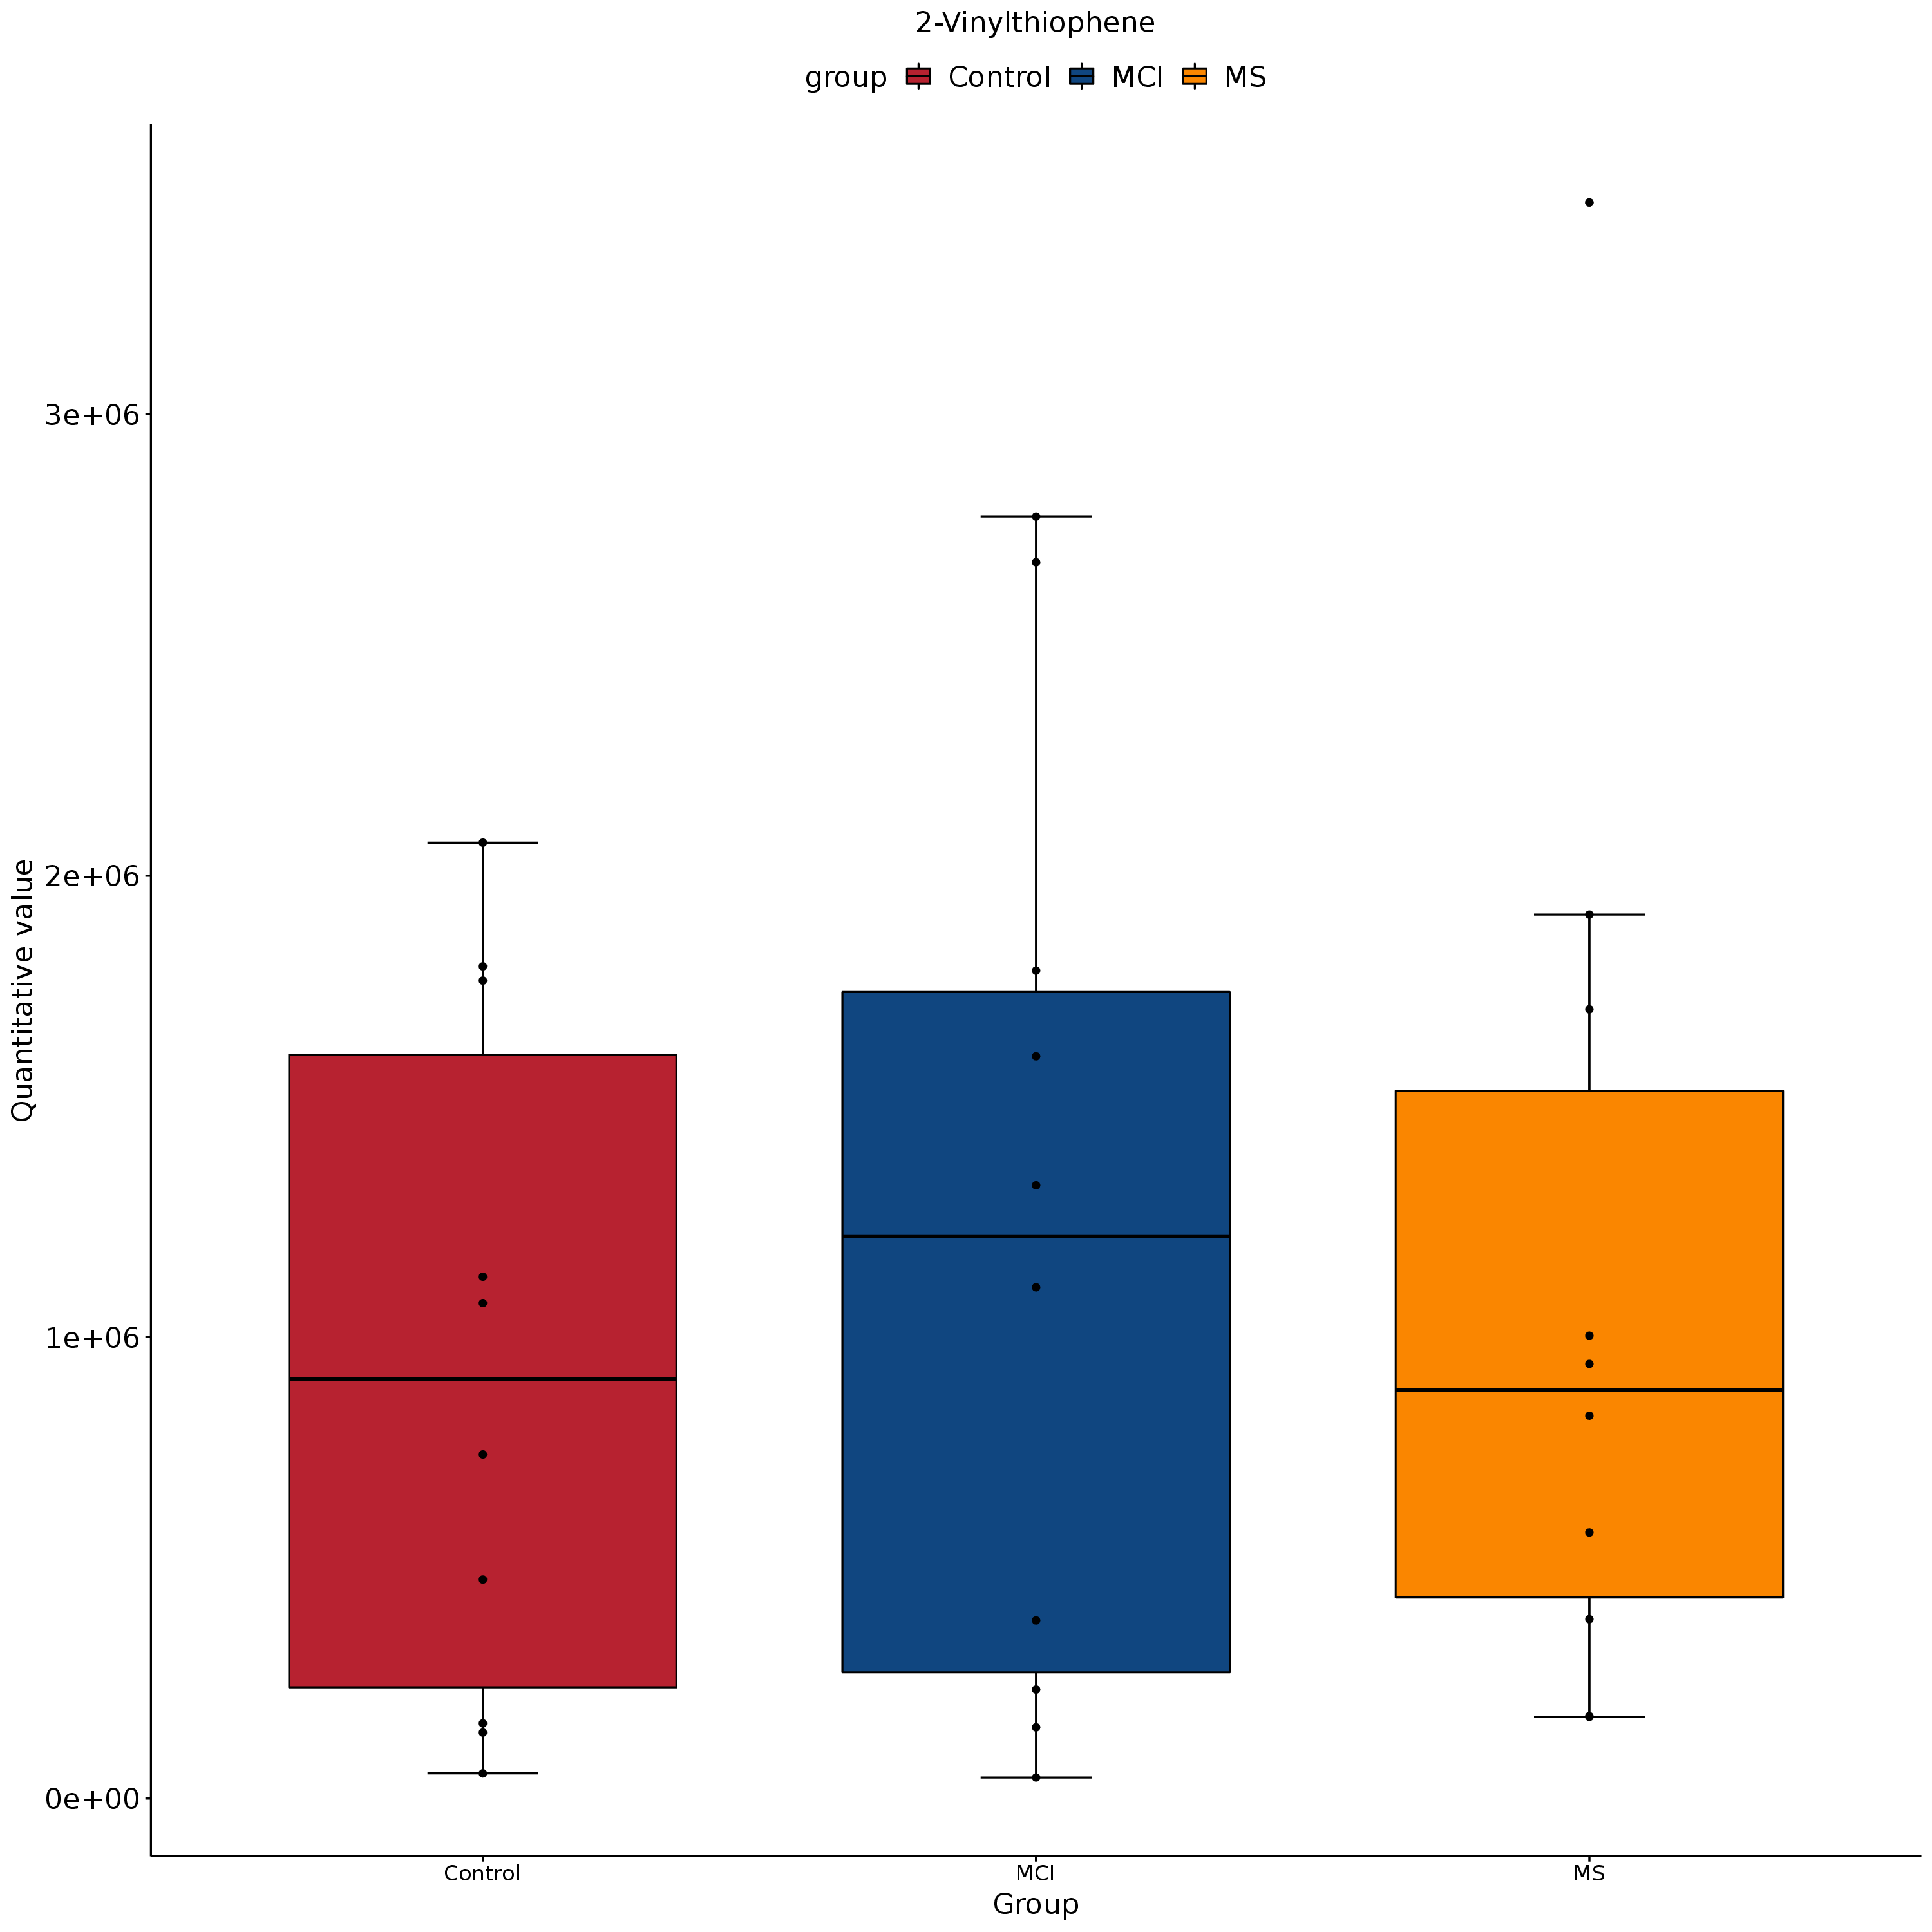 2-Vinylthiophene
group Control MCI MS
Quantitative value
3e+06
2e+06
1e+06
0e+00
Control MCI MS
Group